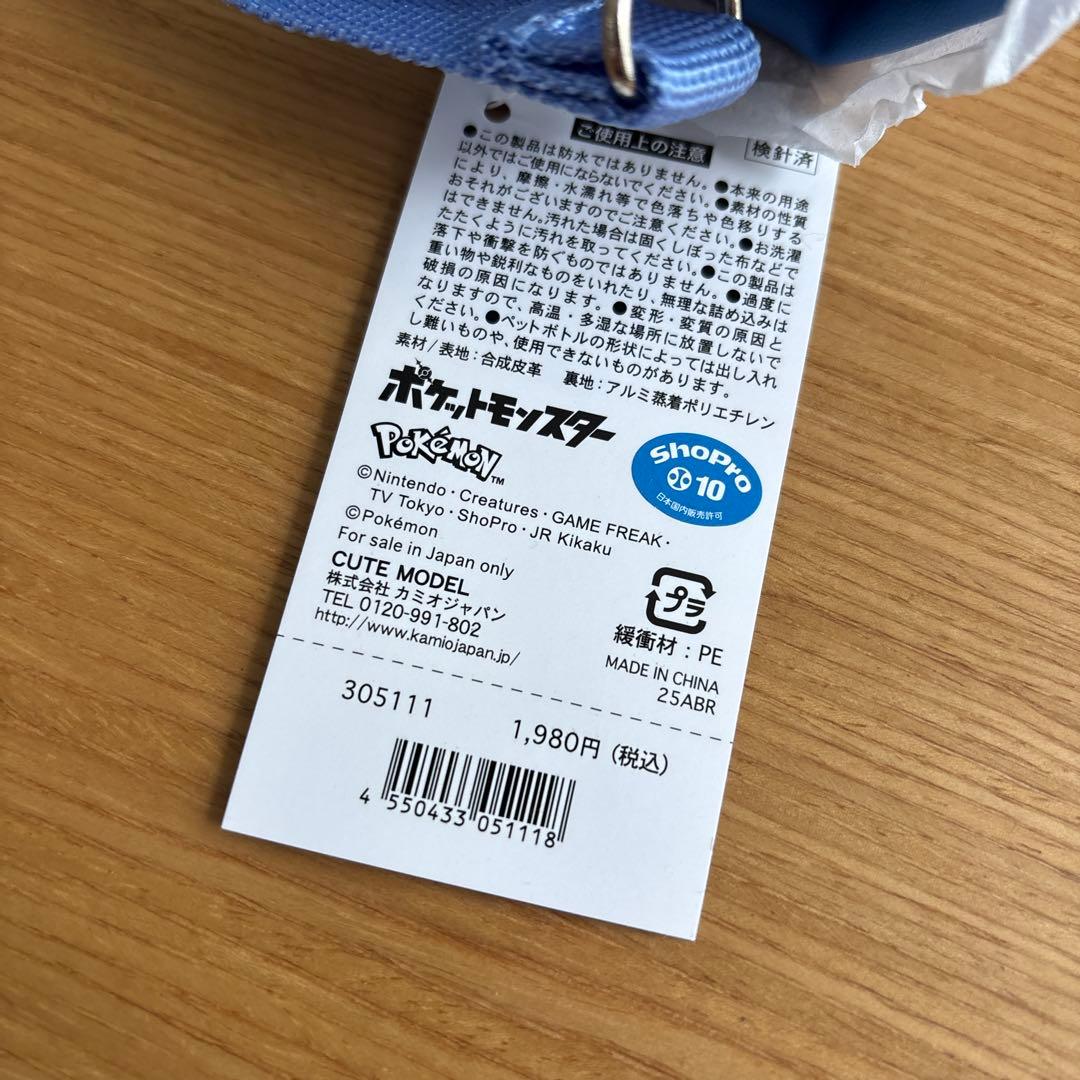 ご使用上の注意
検針済
●この製品は防水ではありません。●本来の用途
以外ではご使用にならないでください。●素材の性質
により、摩擦・水濡れ等で色落ちや色移りする
おそれがございますのでご注意ください。●お洗濯
はできません。汚れた場合は固くしぼった布などで
たたくように汚れを取ってください。●この製品は
落下や衝撃を防ぐものではありません。●過度に
重い物や鋭利なものをいれたり、無理な詰め込みは
破損の原因になります。●変形・変質の原因と
なりますので、高温・多湿な場所に放置しないで
ください。●ペットボトルの形状によっては出し入れ
し難いものや、使用できないものがあります。
素材/表地:合成皮革 裏地:アルミ蒸着ポリエチレン
ポケットモンスター
POKéMON™
ShoPro
10
日本国内販売許可
©Nintendo・Creatures・GAME FREAK・
TV Tokyo・ShoPro・JR Kikaku
©Pokémon
For sale in Japan only
CUTE MODEL
株式会社 カミオジャパン
TEL 0120-991-802
http://www.kamiojapan.jp/
プラ
緩衝材:PE
MADE IN CHINA
25ABR
305111
1,980円(税込)
4 550433 051118